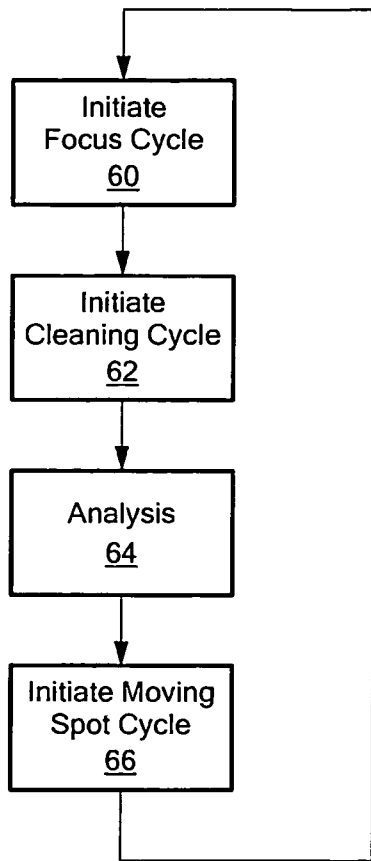 Initiate
Focus Cycle
60
Initiate
Cleaning Cycle
62
Analysis
64
Initiate Moving
Spot Cycle
66